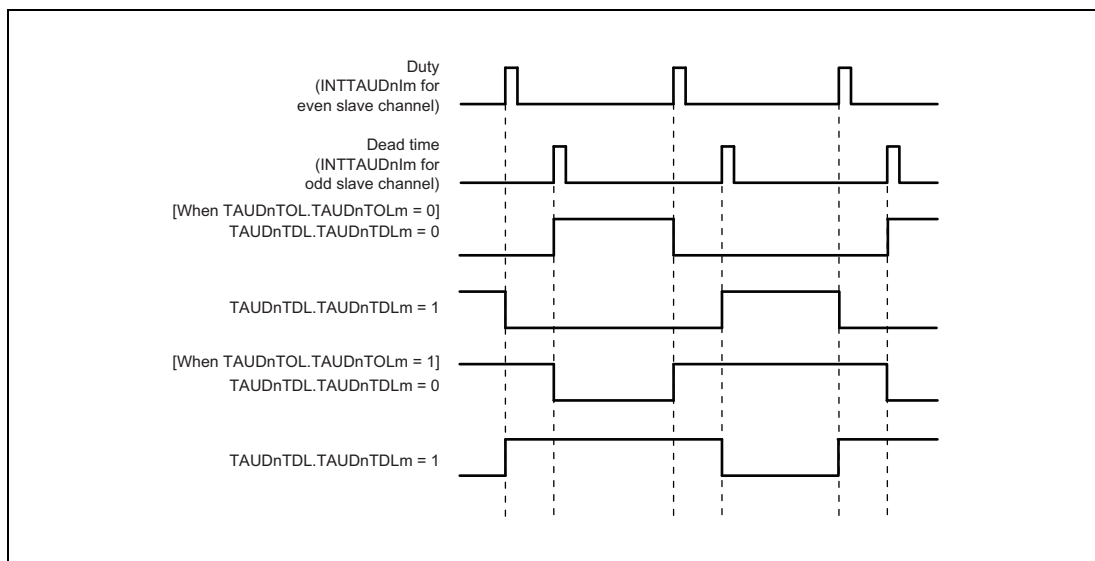 Duty
(INTTAUDnIm for
even slave channel)
Dead time
(INTTAUDnIm for
odd slave channel)
[When TAUDnTOL.TAUDnTOLm = 0]
TAUDnTDL.TAUDnTDLm = 0
TAUDnTDL.TAUDnTDLm = 1
[When TAUDnTOL.TAUDnTOLm = 1]
TAUDnTDL.TAUDnTDLm = 0
TAUDnTDL.TAUDnTDLm = 1